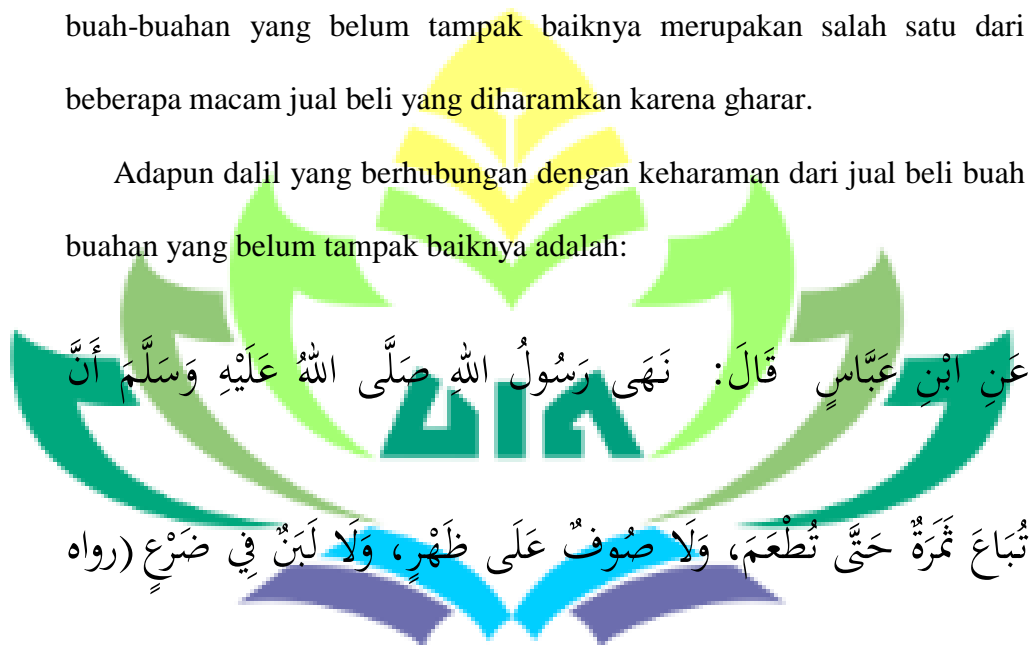 buah-buahan yang belum tampak baiknya merupakan salah satu dari
beberapa macam jual beli yang diharamkan karena gharar.
Adapun dalil yang berhubungan dengan keharaman dari jual beli buah
buahan yang belum tampak baiknya adalah:
عَنِ ابْنِ عَبَّاسٍ قَالَ: نَهَى رَسُولُ اللهِ صَلَّى اللهُ عَلَيْهِ وَسَلَّمَ أَنَّ
تُبَاعَ ثَمَرَةٌ حَتَّى تُطْعَمَ، وَلَا صُوفٌ عَلَى ظَهْرٍ، وَلَا لَبَنٌ فِي ضَرْعٍ (رواه